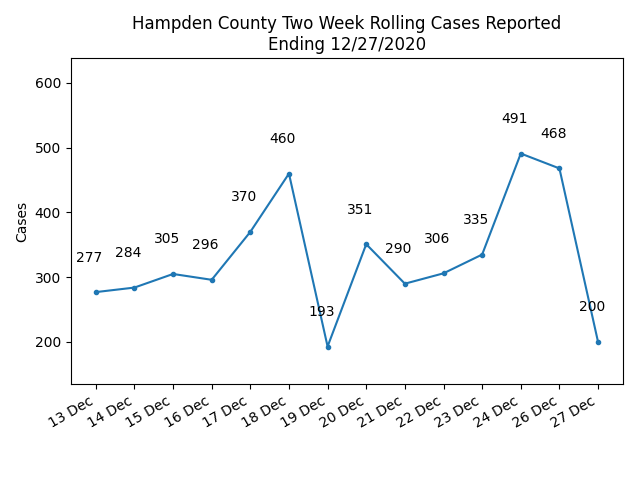 Hampden County Two Week Rolling Cases Reported
Ending 12/27/2020
600
500
400
300
200
Cases
277
284
305
296
370
460
193
351
290
306
335
491
468
200
13 Dec
14 Dec
15 Dec
16 Dec
17 Dec
18 Dec
19 Dec
20 Dec
21 Dec
22 Dec
23 Dec
24 Dec
26 Dec
27 Dec